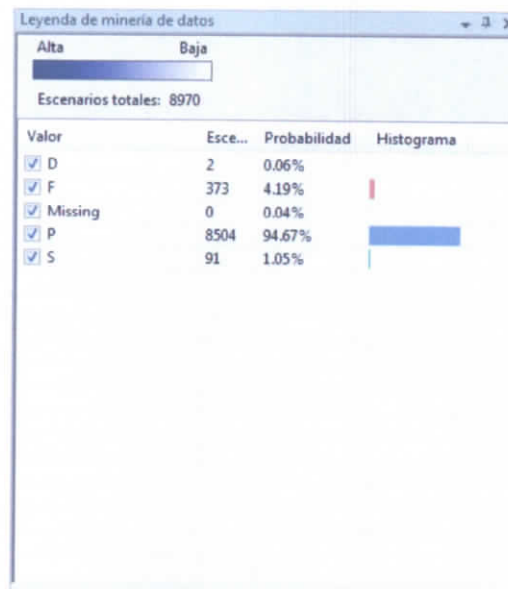 Leyenda de minería de datos
Alta Baja
Escenarios totales: 8970
Valor Esce... Probabilidad Histograma
D 2 0.06%
F 373 4.19%
Missing 0 0.04%
P 8504 94.67%
S 91 1.05%